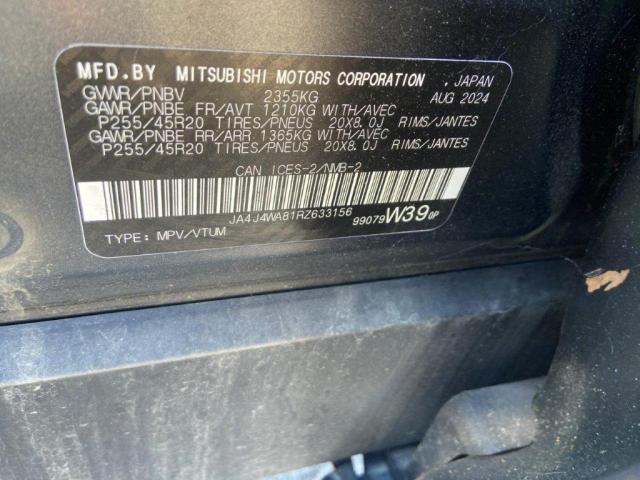 MFD.BY MITSUBISHI MOTORS CORPORATION , JAPAN
GVWR/PNBV 2355KG AUG 2024
GAWR/PNBE FR/AVT 1210KG WITH/AVEC
P255/45R20 TIRES/PNEUS 20X8.0J RIMS/JANTES
GAWR/PNBE RR/ARR 1365KG WITH/AVEC
P255/45R20 TIRES/PNEUS 20X8.0J RIMS/JANTES
CAN ICES-2/NMB-2
JA4J4WA81RZ633156
99079 W39 0P
TYPE: MPV/VTUM